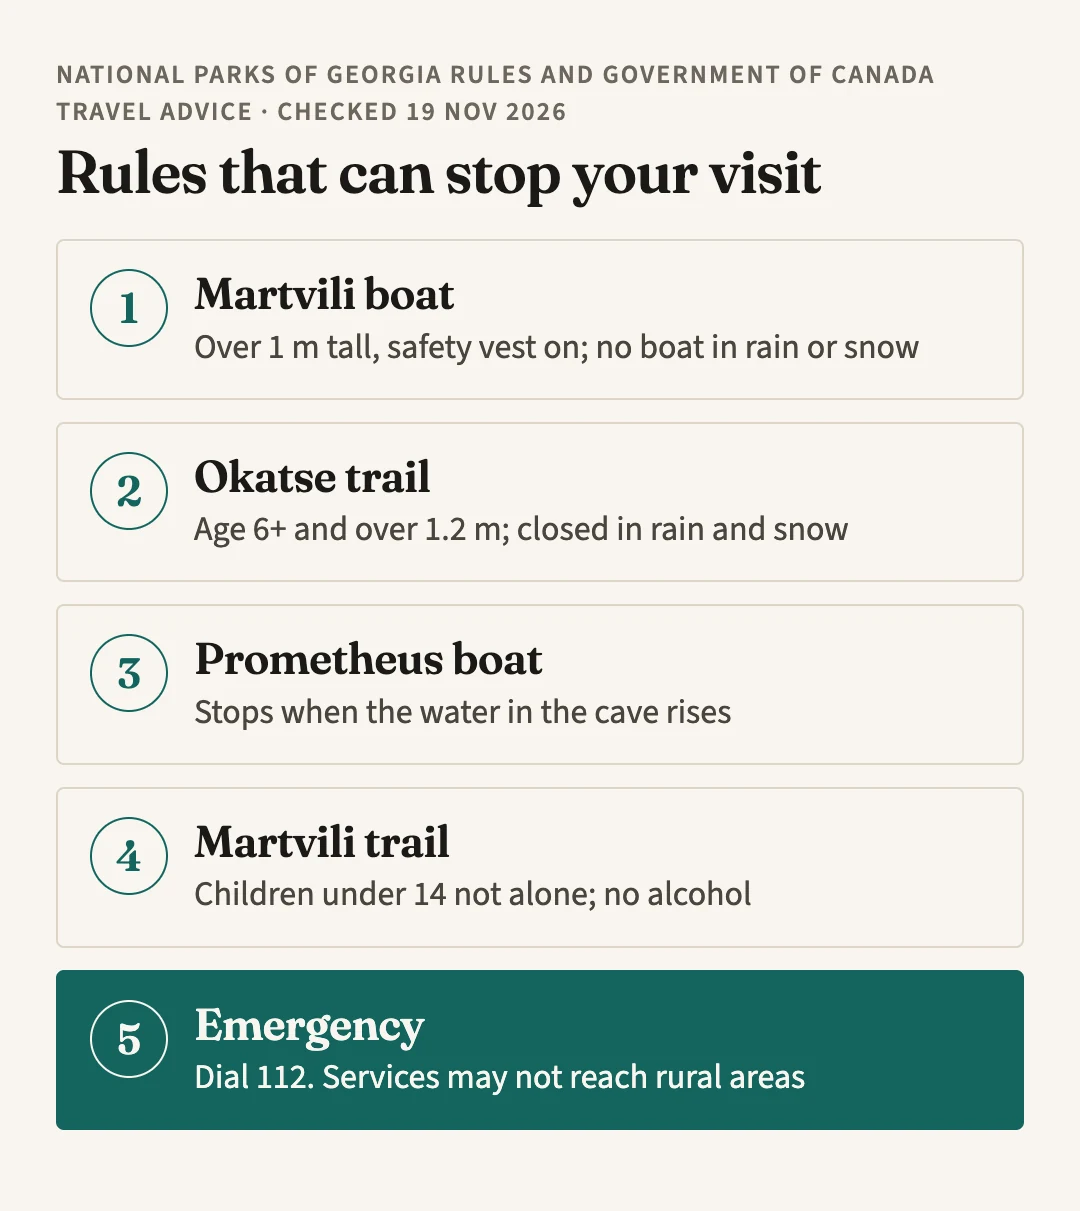 NATIONAL PARKS OF GEORGIA RULES AND GOVERNMENT OF CANADA
TRAVEL ADVICE · CHECKED 19 NOV 2026
Rules that can stop your visit
1
Martvili boat
Over 1 m tall, safety vest on; no boat in rain or snow
2
Okatse trail
Age 6+ and over 1.2 m; closed in rain and snow
3
Prometheus boat
Stops when the water in the cave rises
4
Martvili trail
Children under 14 not alone; no alcohol
5
Emergency
Dial 112. Services may not reach rural areas